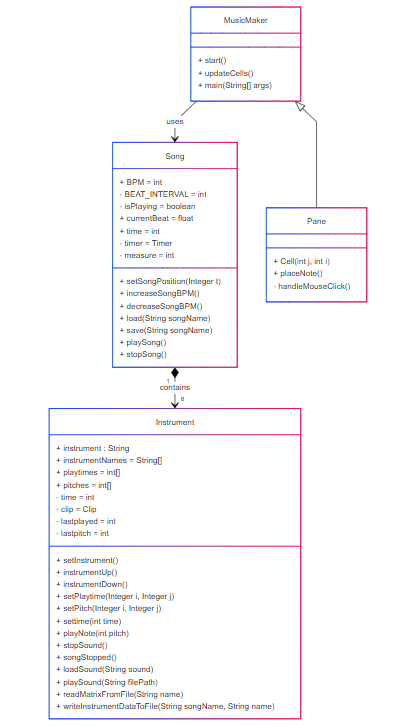 MusicMaker
+ start()
+ updateCells()
+ main(String[] args)
uses
Song
+ BPM = int
- BEAT_INTERVAL = int
- isPlaying = boolean
+ currentBeat = float
+ time = int
- timer = Timer
- measure = int
+ setSongPosition(Integer t)
+ increaseSongBPM()
+ decreaseSongBPM()
+ load(String songName)
+ save(String songName)
+ playSong()
+ stopSong()
Pane
+ Cell(int j, int i)
+ placeNote()
- handleMouseClick()
1
contains
8
Instrument
+ instrument : String
+ instrumentNames = String[]
+ playtimes = int[]
+ pitches = int[]
- time = int
- clip = Clip
- lastplayed = int
- lastpitch = int
+ setInstrument()
+ instrumentUp()
+ instrumentDown()
+ setPlaytime(Integer i, Integer j)
+ setPitch(Integer i, Integer j)
+ settime(int time)
+ playNote(int pitch)
+ stopSound()
+ songStopped()
+ loadSound(String sound)
+ playSound(String filePath)
+ readMatrixFromFile(String name)
+ writeInstrumentDataToFile(String songName, String name)